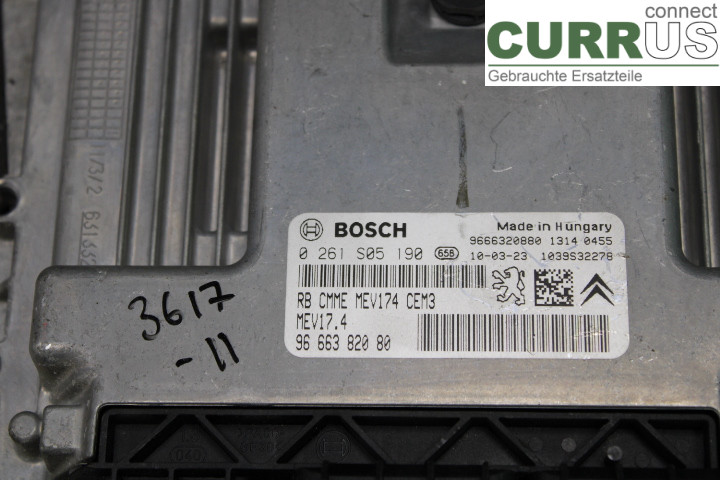 connect
CURRUS
Gebrauchte Ersatzteile
BOSCH
Made in Hungary
9666320880 1314 0455
0 261 S05 190 656 10-03-23 1039S32278
RB CMME MEV174 CEM3
MEV17.4
96 663 820 80
3617
-11